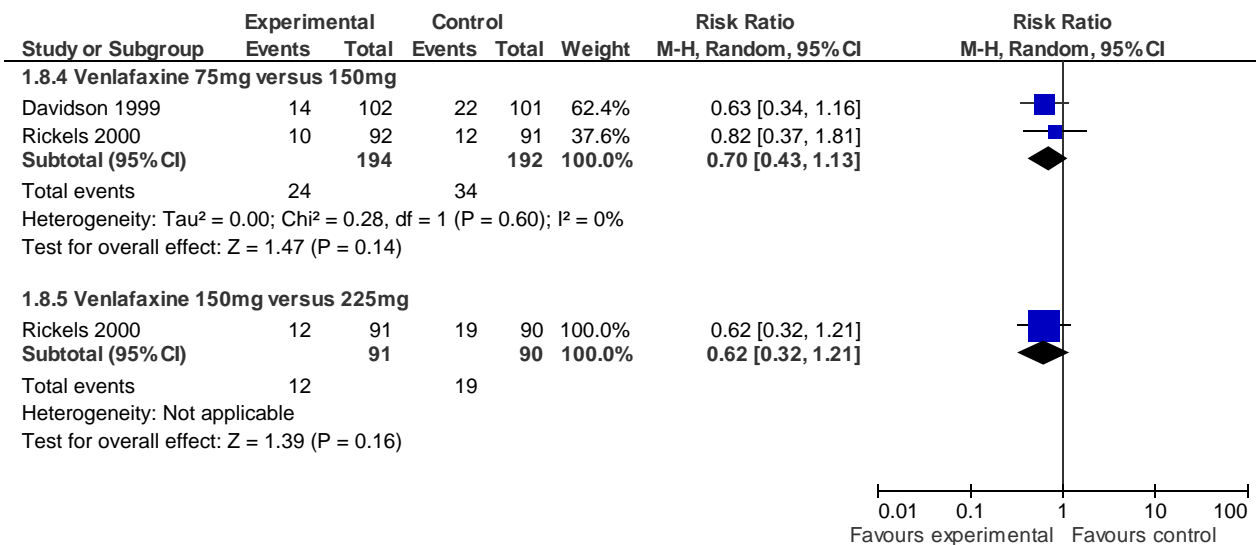 Experimental Control Risk Ratio Risk Ratio
Study or Subgroup Events Total Events Total Weight M-H, Random, 95% CI M-H, Random, 95% CI
1.8.4 Venlafaxine 75mg versus 150mg
Davidson 1999 14 102 22 101 62.4% 0.63 [0.34, 1.16]
Rickels 2000 10 92 12 91 37.6% 0.82 [0.37, 1.81]
Subtotal (95% CI) 194 192 100.0% 0.70 [0.43, 1.13]
Total events 24 34
Heterogeneity: Tau² = 0.00; Chi² = 0.28, df = 1 (P = 0.60); I² = 0%
Test for overall effect: Z = 1.47 (P = 0.14)
1.8.5 Venlafaxine 150mg versus 225mg
Rickels 2000 12 91 19 90 100.0% 0.62 [0.32, 1.21]
Subtotal (95% CI) 91 90 100.0% 0.62 [0.32, 1.21]
Total events 12 19
Heterogeneity: Not applicable
Test for overall effect: Z = 1.39 (P = 0.16)
0.01 0.1 1 10 100
Favours experimental Favours control